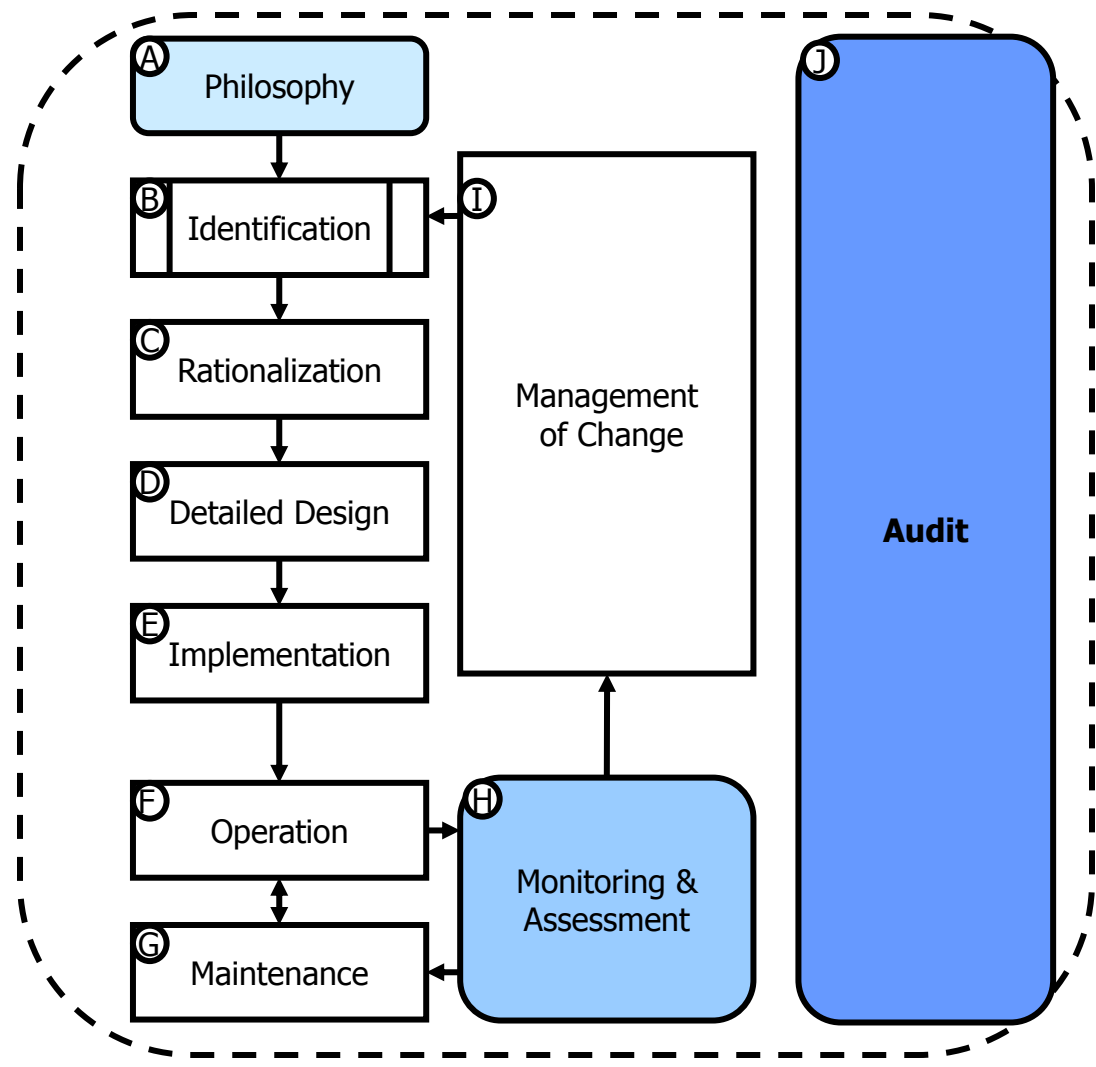 A
Philosophy
B
Identification
C
Rationalization
D
Detailed Design
E
Implementation
F
Operation
G
Maintenance
H
Monitoring &
Assessment
I
Management
of Change
J
Audit